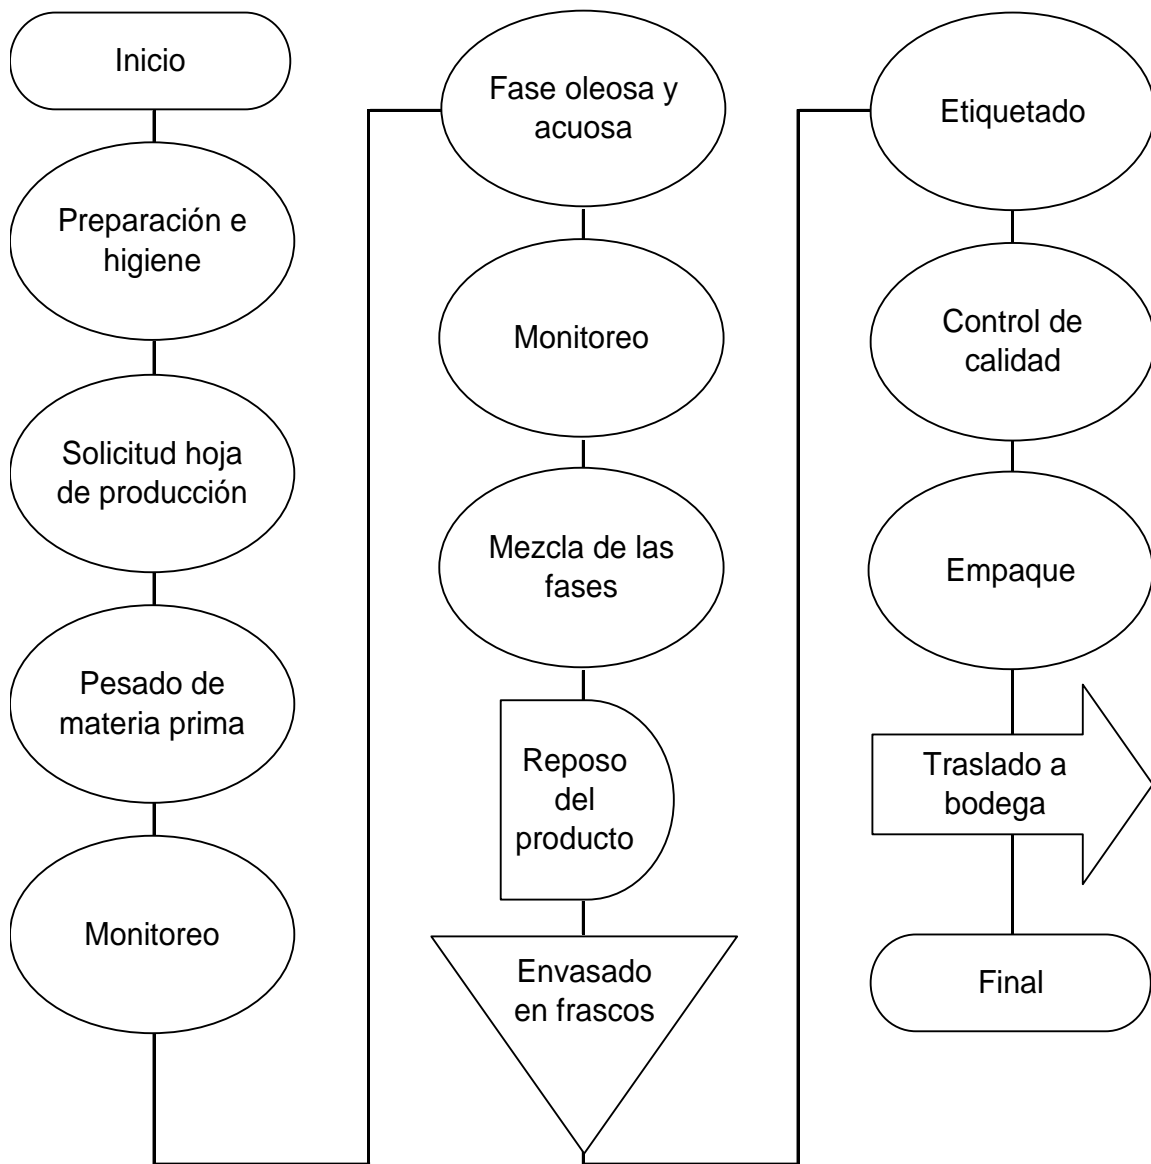 Inicio
Preparación e
higiene
Solicitud hoja
de producción
Pesado de
materia prima
Monitoreo
Fase oleosa y
acuosa
Monitoreo
Mezcla de las
fases
Reposo
del
producto
Envasado
en frascos
Etiquetado
Control de
calidad
Empaque
Traslado a
bodega
Final